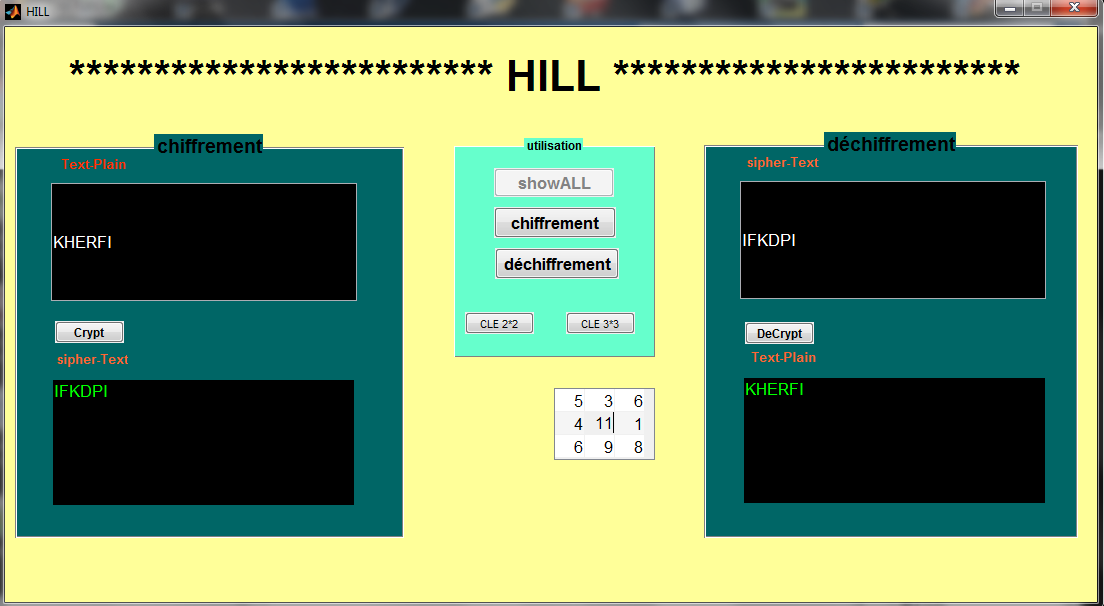 HILL
************************* HILL ************************
chiffrement
Text-Plain
KHERFI
Crypt
sipher-Text
IFKDPI
utilisation
showALL
chiffrement
déchiffrement
CLE 2*2 CLE 3*3
5 3 6
4 11 1
6 9 8
déchiffrement
sipher-Text
IFKDPI
DeCrypt
Text-Plain
KHERFI